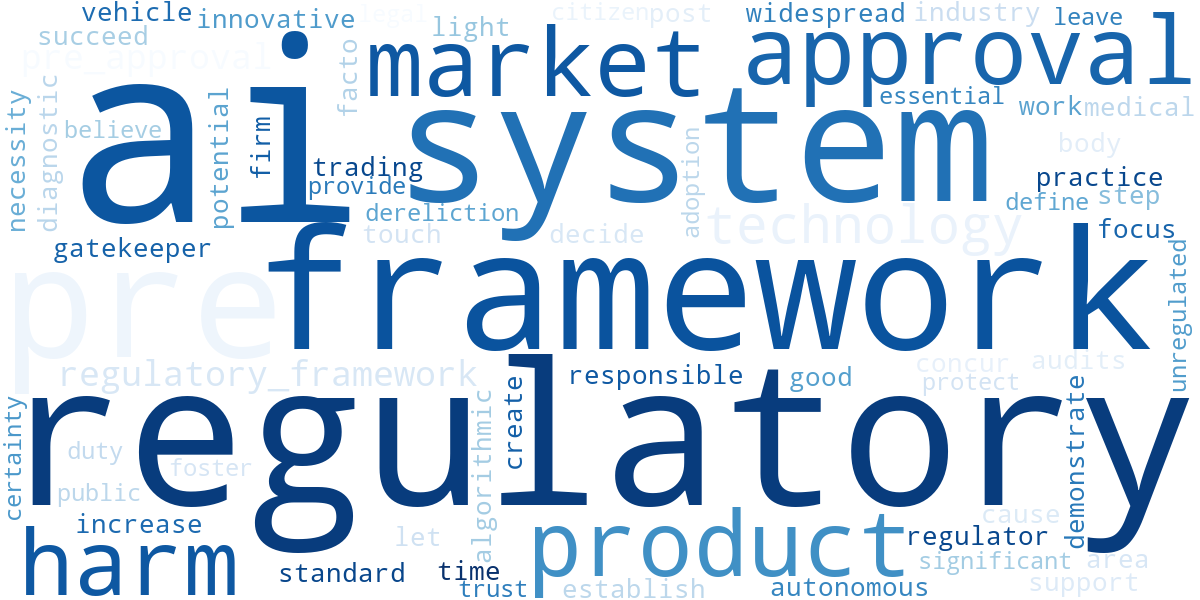 vehicle
innovative
legal
citizen
post
widespread
industry
leave
succeed
light
market
approval
pre_approval
facto
ai
system
essential
work
medical
necessity
diagnostic
believe
potential
firm
trading
provide
dereliction
adoption
body
practice
define
step
technology
focus
gatekeeper
touch
decide
pre
framework
unregulated
regulatory_framework
responsible
good
concur
audits
protect
certainty
regulatory
create
algorithmic
demonstrate
duty
foster
public
increase
let
harm
product
regulator
cause
standard
time
trust
establish
autonomous
significant
area
support